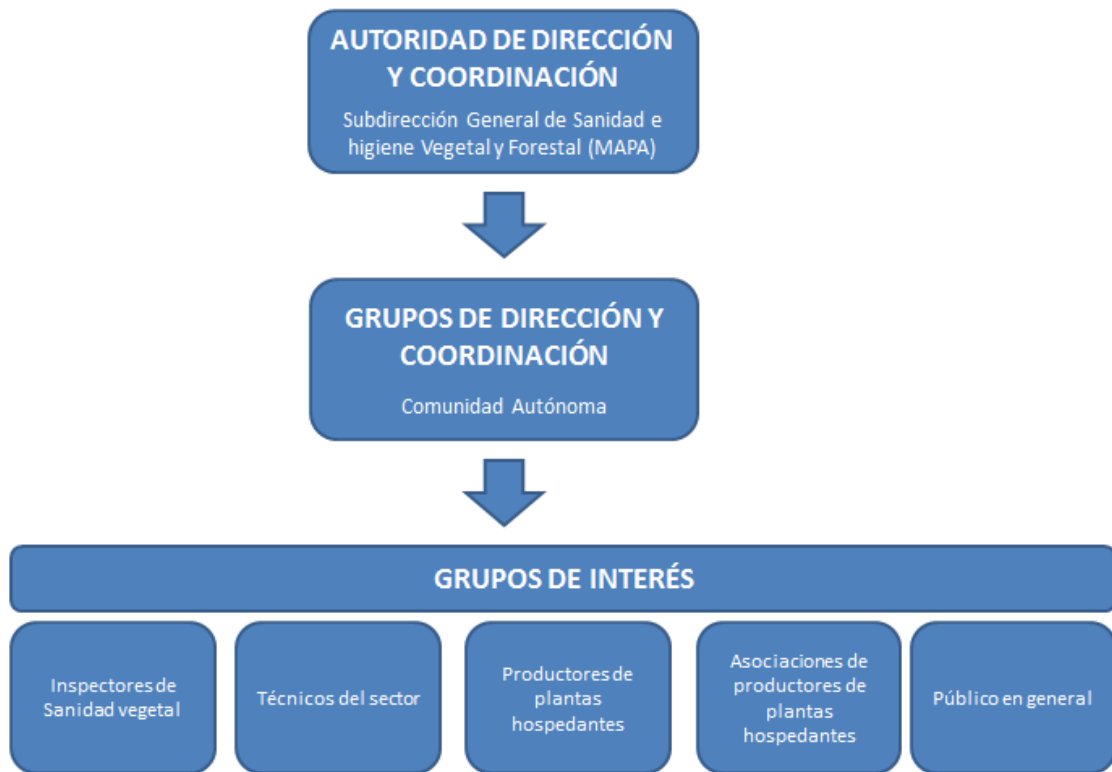 AUTORIDAD DE DIRECCIÓN
Y COORDINACIÓN
Subdirección General de Sanidad e
higiene Vegetal y Forestal (MAPA)
GRUPOS DE DIRECCIÓN Y
COORDINACIÓN
Comunidad Autónoma
GRUPOS DE INTERÉS
Inspectores de
Sanidad vegetal
Técnicos del sector
Productores de
plantas
hospedantes
Asociaciones de
productores de
plantas
hospedantes
Público en general